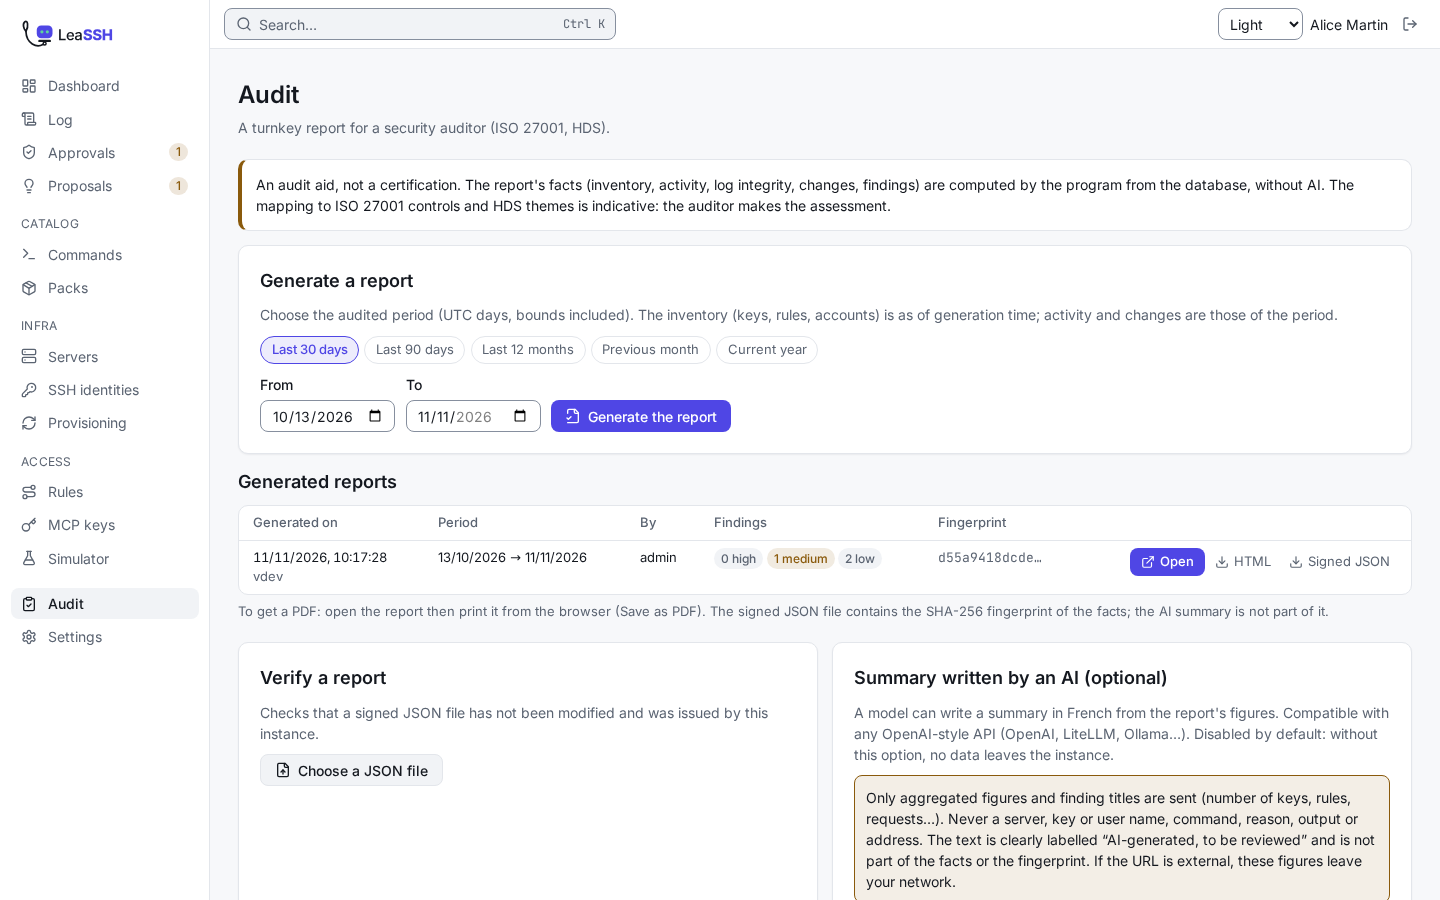 LeaSSH
Search...
Ctrl K
Light
Alice Martin
Dashboard
Log
Approvals 1
Proposals 1
CATALOG
Commands
Packs
INFRA
Servers
SSH identities
Provisioning
ACCESS
Rules
MCP keys
Simulator
Audit
Settings
Audit
A turnkey report for a security auditor (ISO 27001, HDS).
An audit aid, not a certification. The report's facts (inventory, activity, log integrity, changes, findings) are computed by the program from the database, without AI. The
mapping to ISO 27001 controls and HDS themes is indicative: the auditor makes the assessment.
Generate a report
Choose the audited period (UTC days, bounds included). The inventory (keys, rules, accounts) is as of generation time; activity and changes are those of the period.
Last 30 days Last 90 days Last 12 months Previous month Current year
From To
10/13/2026 11/11/2026 Generate the report
Generated reports
Generated on Period By Findings Fingerprint
11/11/2026, 10:17:28 13/10/2026 → 11/11/2026 admin 0 high 1 medium 2 low d55a9418dcde… Open HTML Signed JSON
vdev
To get a PDF: open the report then print it from the browser (Save as PDF). The signed JSON file contains the SHA-256 fingerprint of the facts; the AI summary is not part of it.
Verify a report
Checks that a signed JSON file has not been modified and was issued by this
instance.
Choose a JSON file
Summary written by an AI (optional)
A model can write a summary in French from the report's figures. Compatible with
any OpenAI-style API (OpenAI, LiteLLM, Ollama...). Disabled by default: without
this option, no data leaves the instance.
Only aggregated figures and finding titles are sent (number of keys, rules,
requests...). Never a server, key or user name, command, reason, output or
address. The text is clearly labelled “AI-generated, to be reviewed” and is not
part of the facts or the fingerprint. If the URL is external, these figures leave
your network.